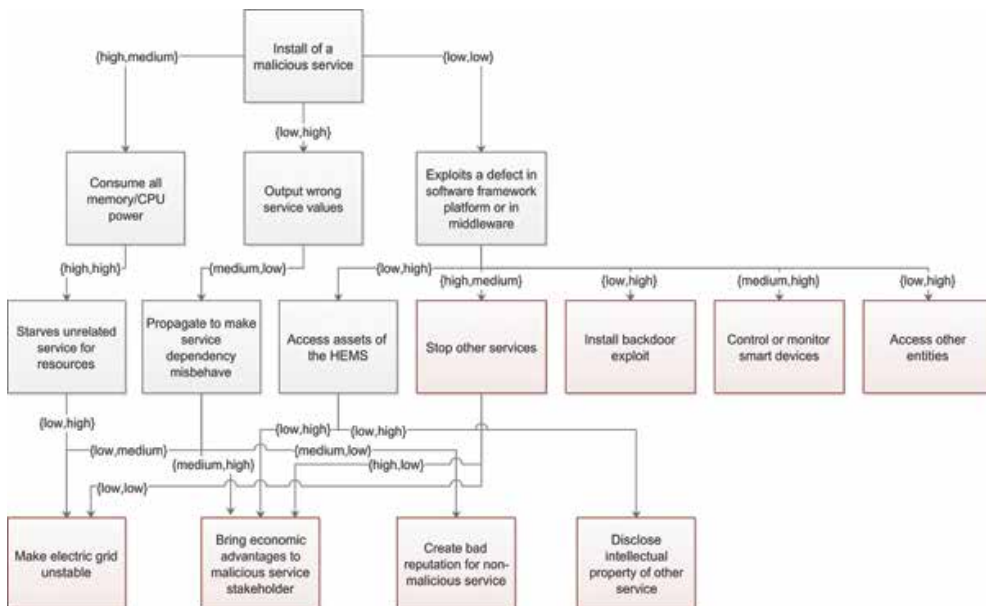 Install of a
malicious service
{high,medium}
{low,low}
{low,high}
Consume all
memory/CPU
power
Output wrong
service values
Exploits a defect in
software framework
platform or in
middleware
{high,high}
{medium,low}
{low,high}
{high,medium}
{low,high}
{medium,high}
{low,high}
Starves unrelated
service for
resources
Propagate to make
service
dependency
misbehave
Access assets
of the HEMS
Stop other services
Install backdoor
exploit
Control or monitor
smart devices
Access other
entities
{low,high}
{low,high}
{low,high}
{low,medium}
{medium,low}
{medium,high}
{high,low}
{low,low}
Make electric grid
unstable
Bring economic
advantages to
malicious service
stakeholder
Create bad
reputation for non-
malicious service
Disclose
intellectual
property of other
service